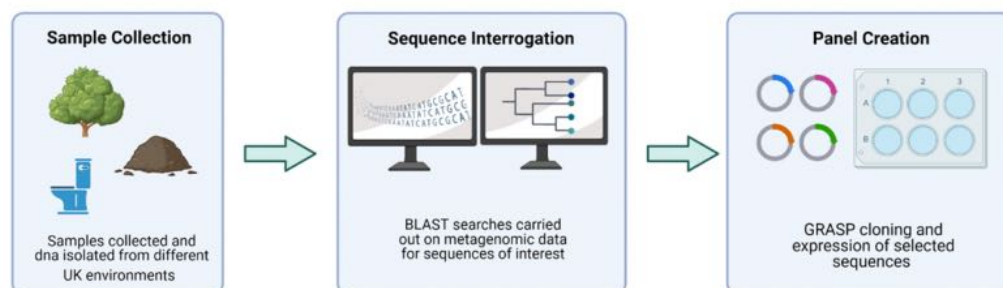 Sample Collection
Samples collected and
dna isolated from different
UK environments
Sequence Interrogation
BLAST searches carried
out on metagenomic data
for sequences of interest
Panel Creation
1 2 3
A
B
GRASP cloning and
expression of selected
sequences